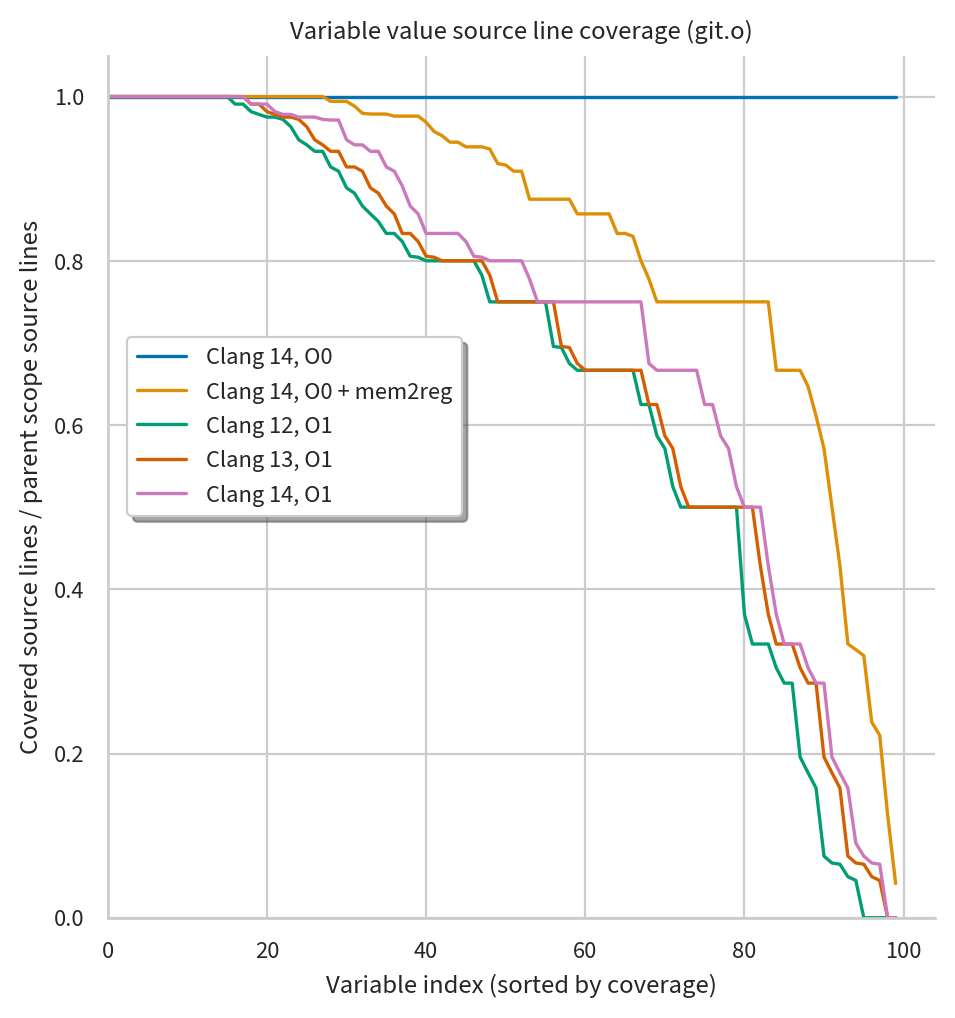 Variable value source line coverage (git.o)
Covered source lines / parent scope source lines
1.0
0.8
0.6
0.4
0.2
0.0
Clang 14, O0
Clang 14, O0 + mem2reg
Clang 12, O1
Clang 13, O1
Clang 14, O1
0 20 40 60 80 100
Variable index (sorted by coverage)